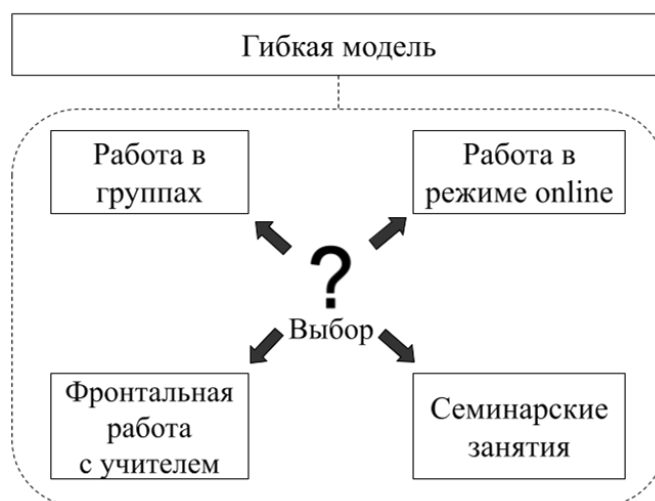 Гибкая модель
Работа в
группах
Работа в
режиме online
?
Выбор
Фронтальная
работа
с учителем
Семинарские
занятия